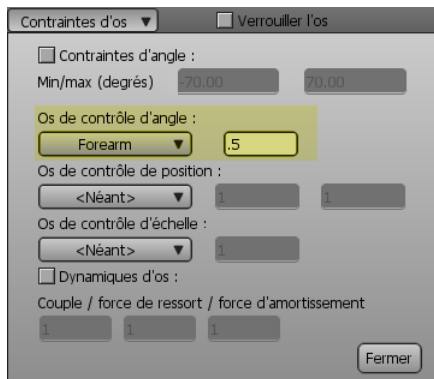 Contraintes d'os Verrouiller l'os
Contraintes d'angle :
Min/max (degrés) -70.00 70.00
Os de contrôle d'angle :
Forearm .5
Os de contrôle de position :
<Néant> 1 1
Os de contrôle d'échelle :
<Néant> 1
Dynamiques d'os :
Couple / force de ressort / force d'amortissement
1 1 1
Fermer